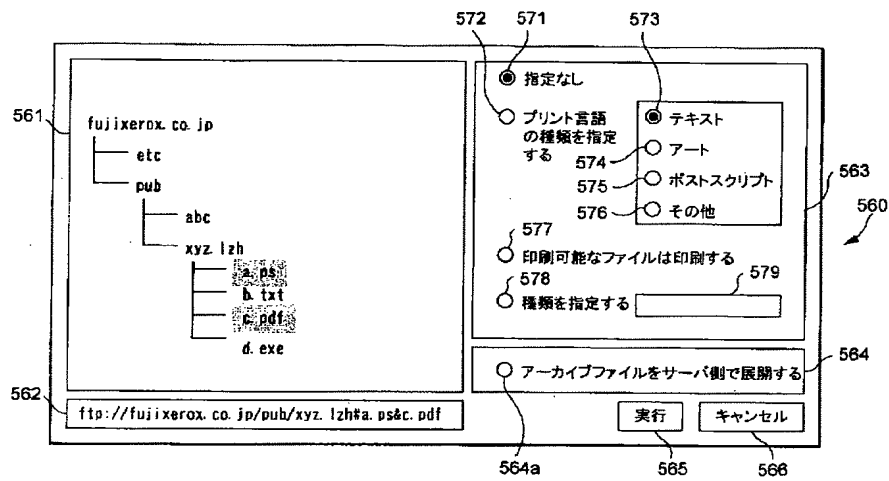 572
571
573
561
fujixerox.co.jp
etc
pub
abc
xyz.lzh
a.ps
b.txt
c.pdf
d.exe
562
ftp://fujixerox.co.jp/pub/xyz.lzh#a.ps&c.pdf
指定なし
プリント言語
の種類を指定
する
テキスト
574
アート
575
ポストスクリプト
576
その他
563
560
577
印刷可能なファイルは印刷する
578
579
種類を指定する
564
アーカイブファイルをサーバ側で展開する
実行
キャンセル
564a
565
566